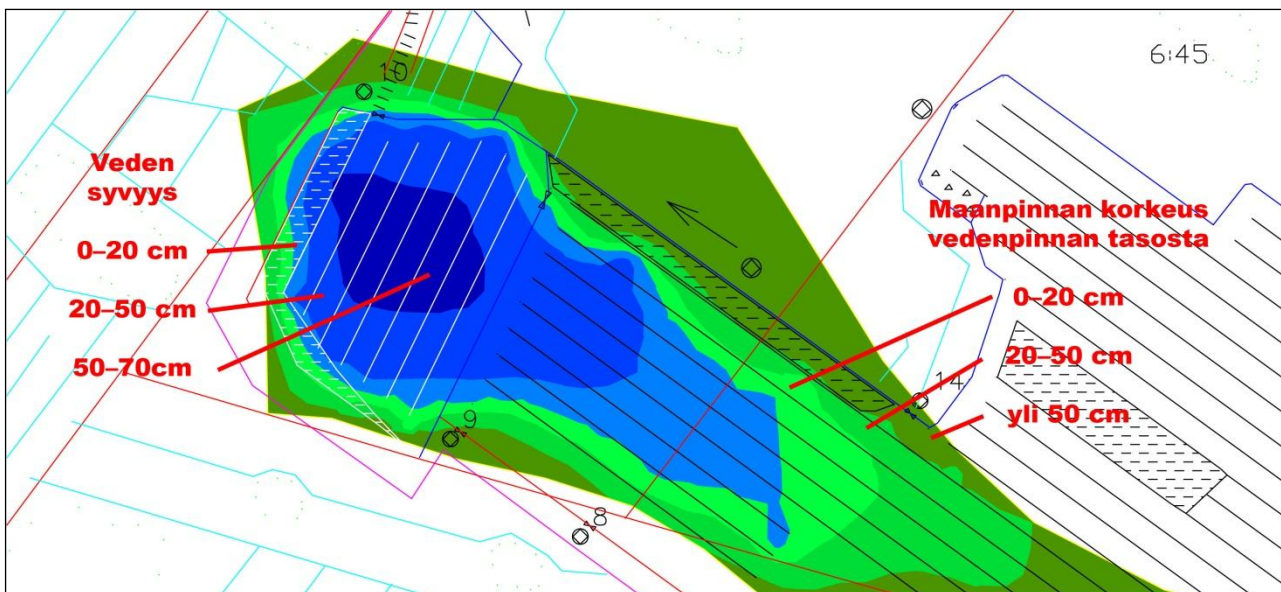 6:45
10
Veden
syvyys
0–20 cm
20–50 cm
50–70cm
Maanpinnan korkeus
vedenpinnan tasosta
0–20 cm
20–50 cm
yli 50 cm
14
9
8